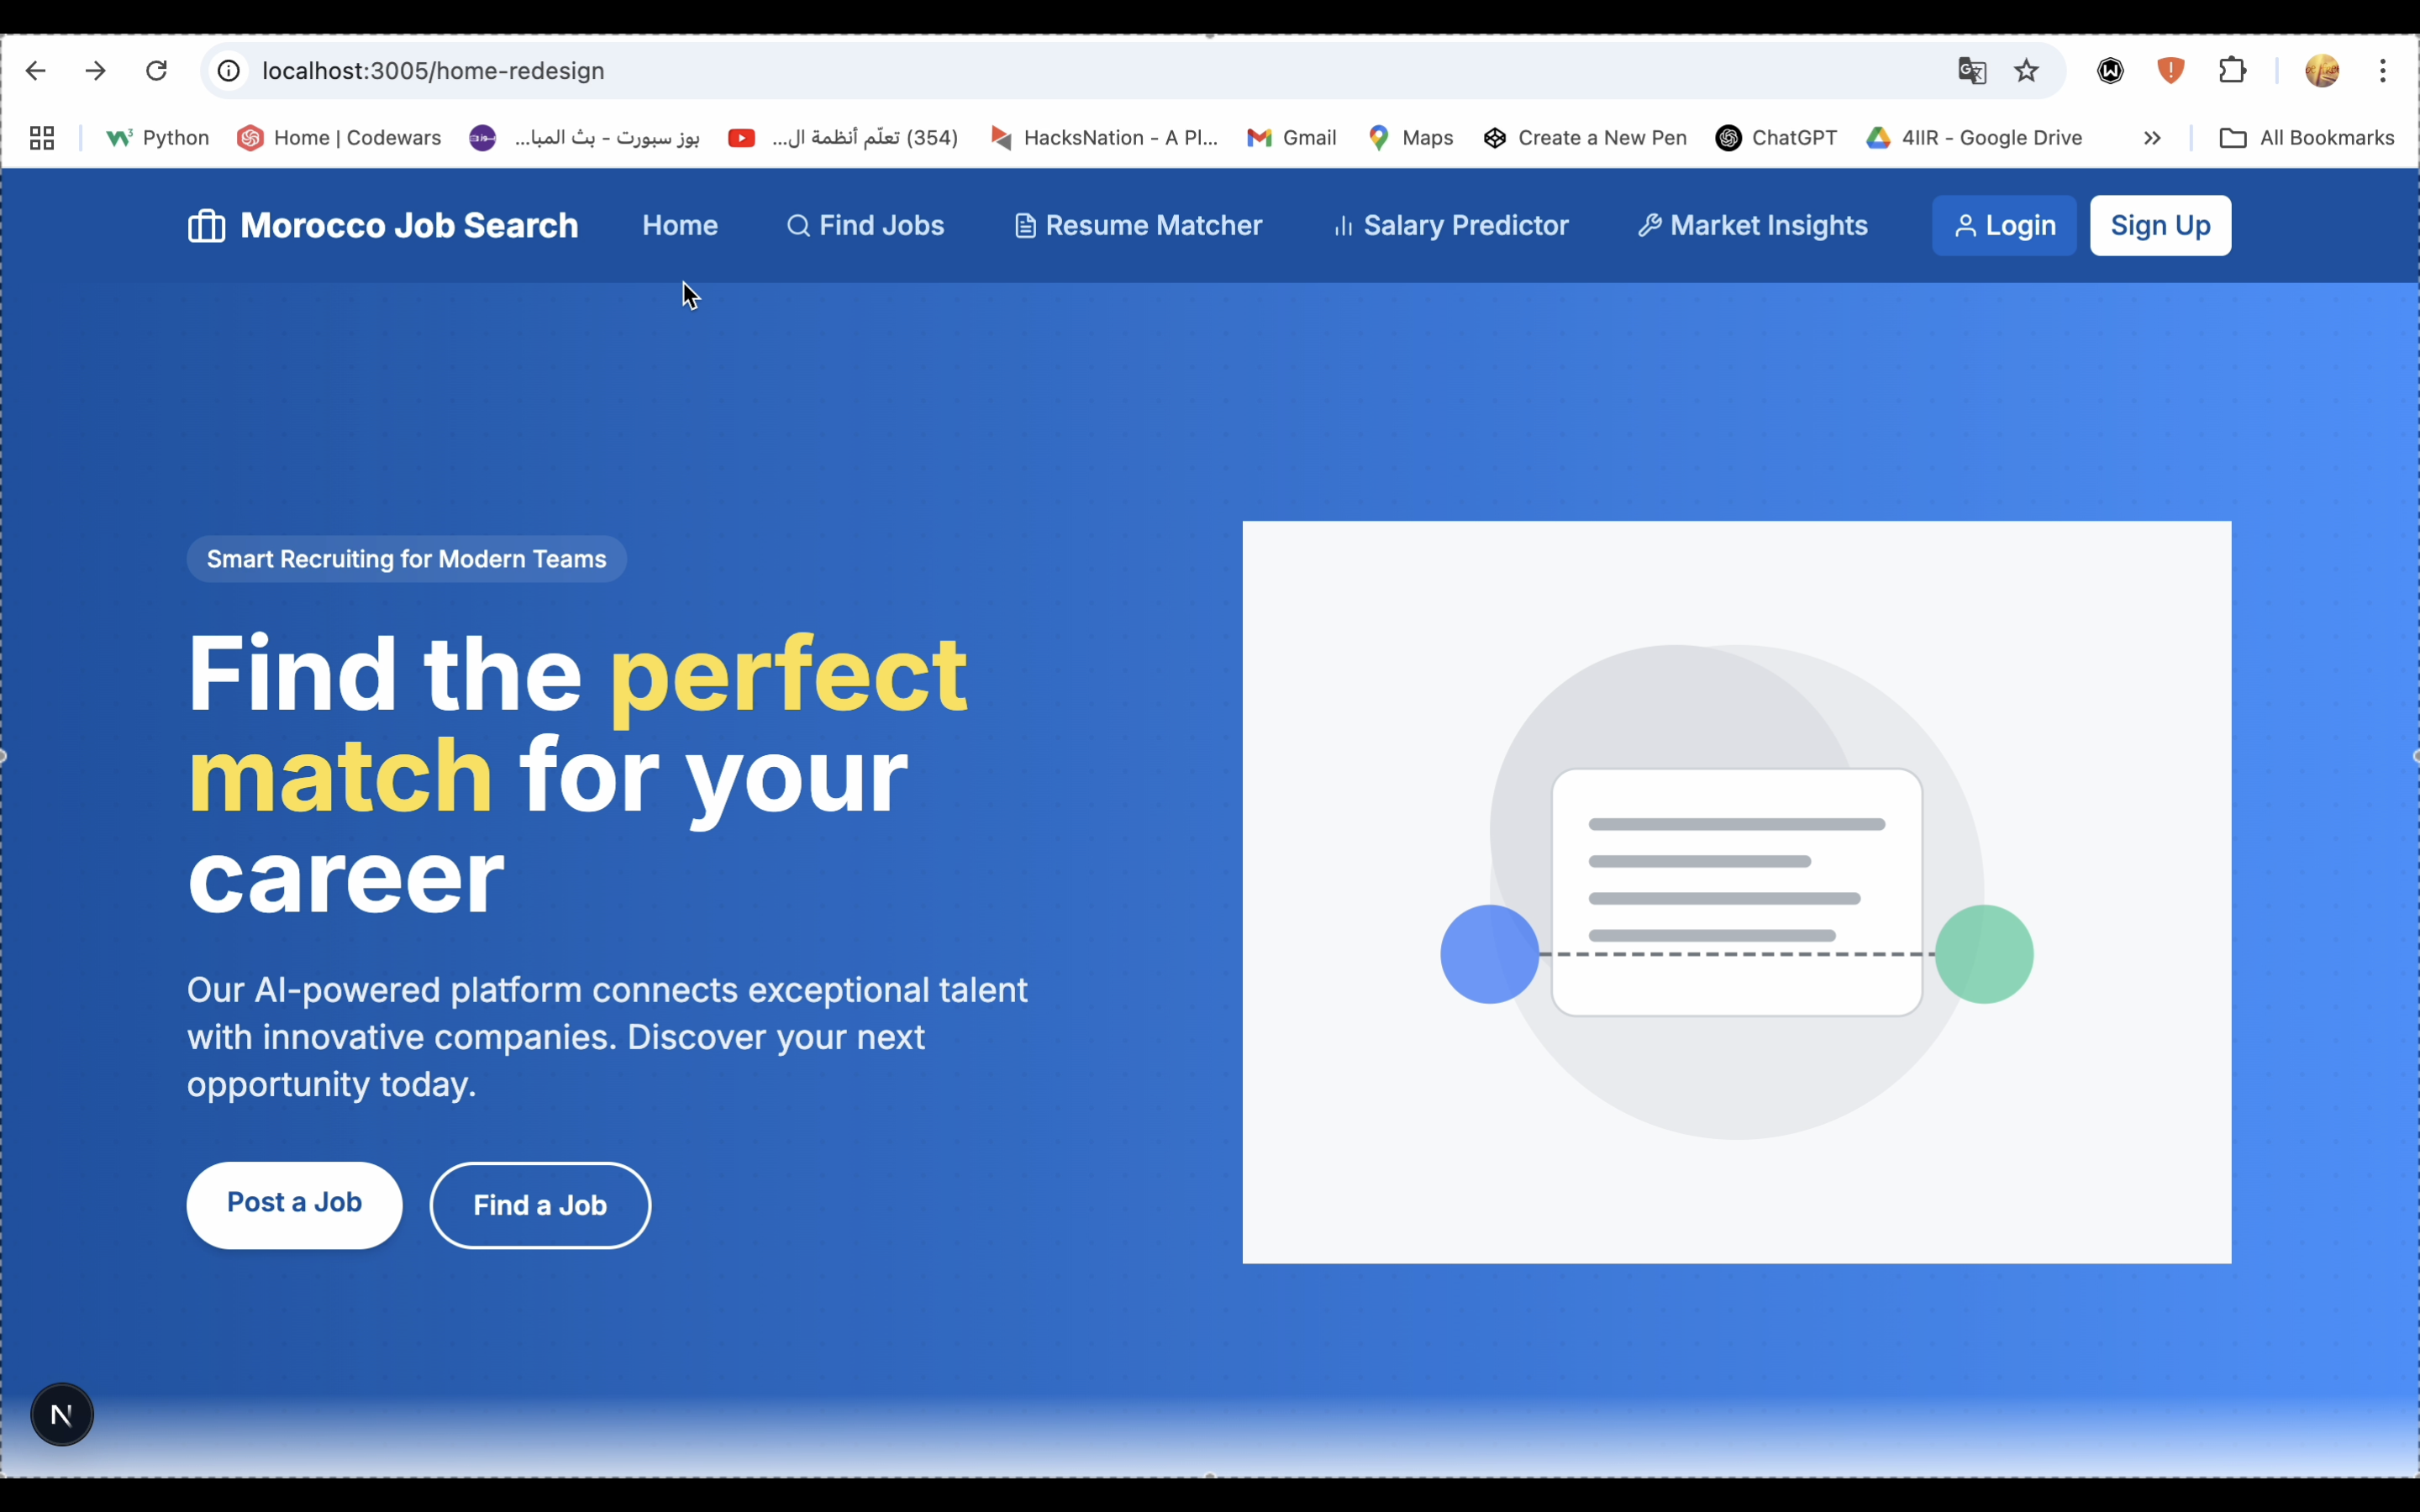 localhost:3005/home-redesign
Python
Home | Codewars
بوز سبورت - بث المبا...
(354) تعلّم أنظمة ال...
HacksNation - A Pl...
Gmail
Maps
Create a New Pen
ChatGPT
4IIR - Google Drive
All Bookmarks
Morocco Job Search
Home
Find Jobs
Resume Matcher
Salary Predictor
Market Insights
Login
Sign Up
Smart Recruiting for Modern Teams
Find the perfect
match for your
career
Our AI-powered platform connects exceptional talent
with innovative companies. Discover your next
opportunity today.
Post a Job
Find a Job
N